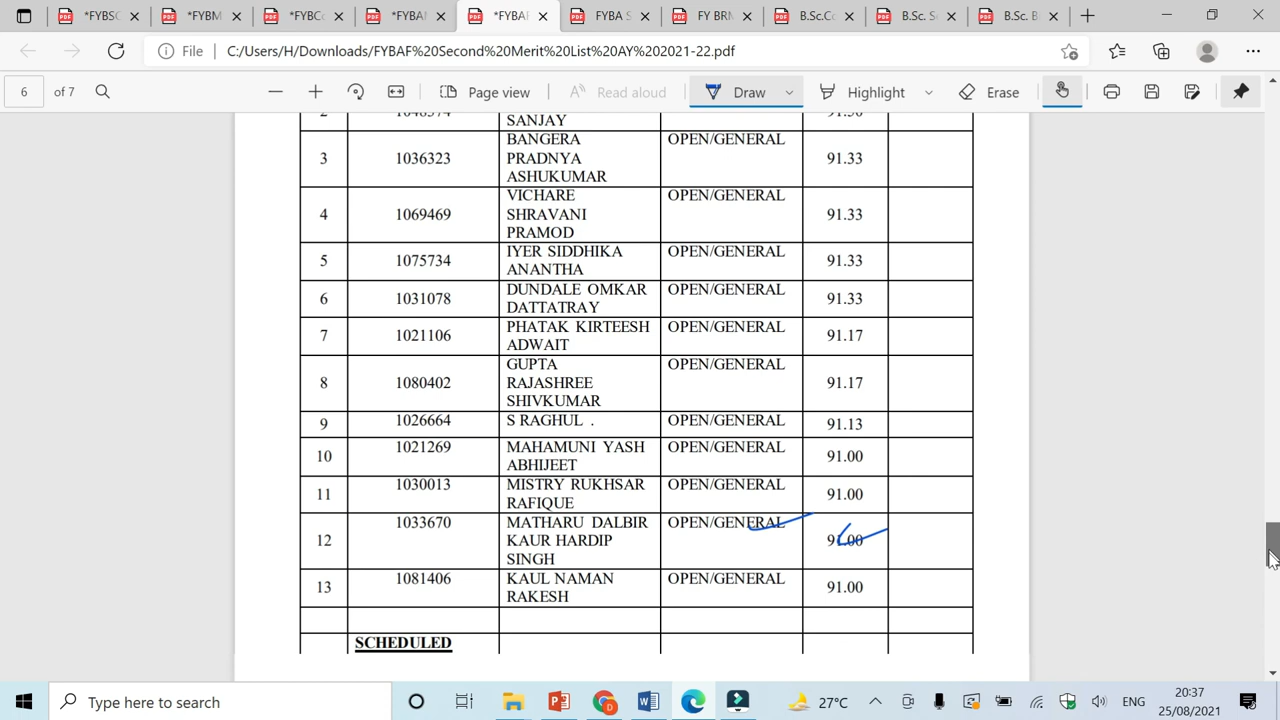 *FYBSC
*FYBM
*FYBCo
*FYBAI
*FYBAF
FYBA S
FY BRM
B.Sc.Co
B.Sc. S
B.Sc. B
File
C:/Users/H/Downloads/FYBAF%20Second%20Merit%20List%20AY%202021-22.pdf
6 of 7
Page view
Read aloud
Draw
Highlight
Erase
SANJAY
3 1036323 BANGERA PRADNYA ASHUKUMAR OPEN/GENERAL 91.33
4 1069469 VICHARE SHRAVANI PRAMOD OPEN/GENERAL 91.33
5 1075734 IYER SIDDHIKA ANANTHA OPEN/GENERAL 91.33
6 1031078 DUNDALE OMKAR DATTATRAY OPEN/GENERAL 91.33
7 1021106 PHATAK KIRTEESH ADWAIT OPEN/GENERAL 91.17
8 1080402 GUPTA RAJASHREE SHIVKUMAR OPEN/GENERAL 91.17
9 1026664 S RAGHUL . OPEN/GENERAL 91.13
10 1021269 MAHAMUNI YASH ABHIJEET OPEN/GENERAL 91.00
11 1030013 MISTRY RUKHSAR RAFIQUE OPEN/GENERAL 91.00
12 1033670 MATHARU DALBIR KAUR HARDIP SINGH OPEN/GENERAL 91.00
13 1081406 KAUL NAMAN RAKESH OPEN/GENERAL 91.00
SCHEDULED
Type here to search
27°C
ENG
20:37
25/08/2021